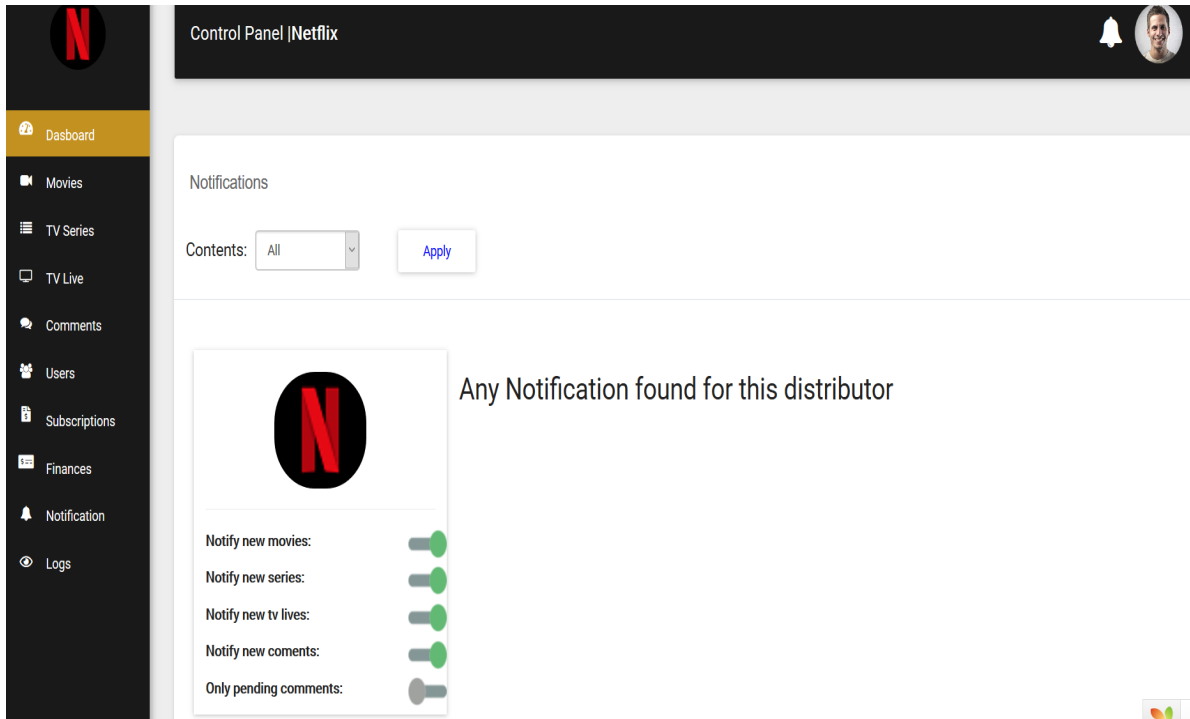 Control Panel |Netflix
Dasboard
Movies
TV Series
TV Live
Comments
Users
Subscriptions
Finances
Notification
Logs
Notifications
Contents: All Apply
N
Any Notification found for this distributor
Notify new movies:
Notify new series:
Notify new tv lives:
Notify new coments:
Only pending comments: